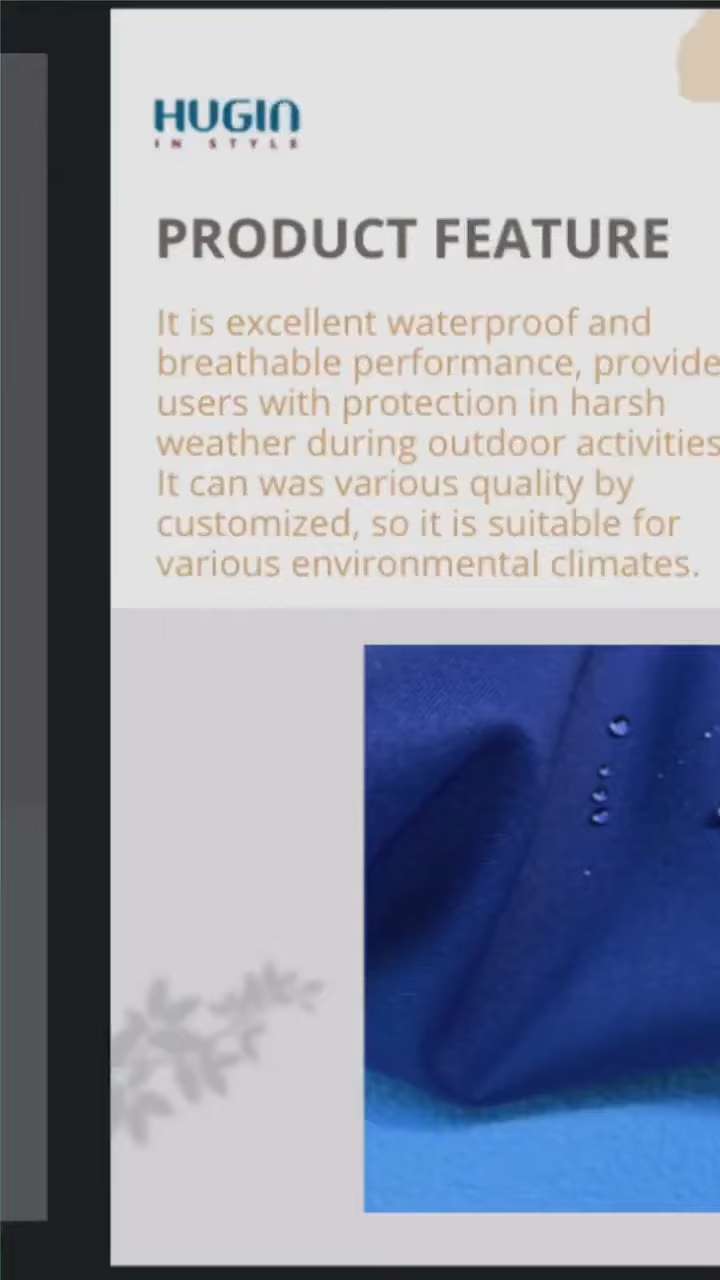 HUGIN
IN STYLE
PRODUCT FEATURE
It is excellent waterproof and
breathable performance, provide
users with protection in harsh
weather during outdoor activities
It can was various quality by
customized, so it is suitable for
various environmental climates.